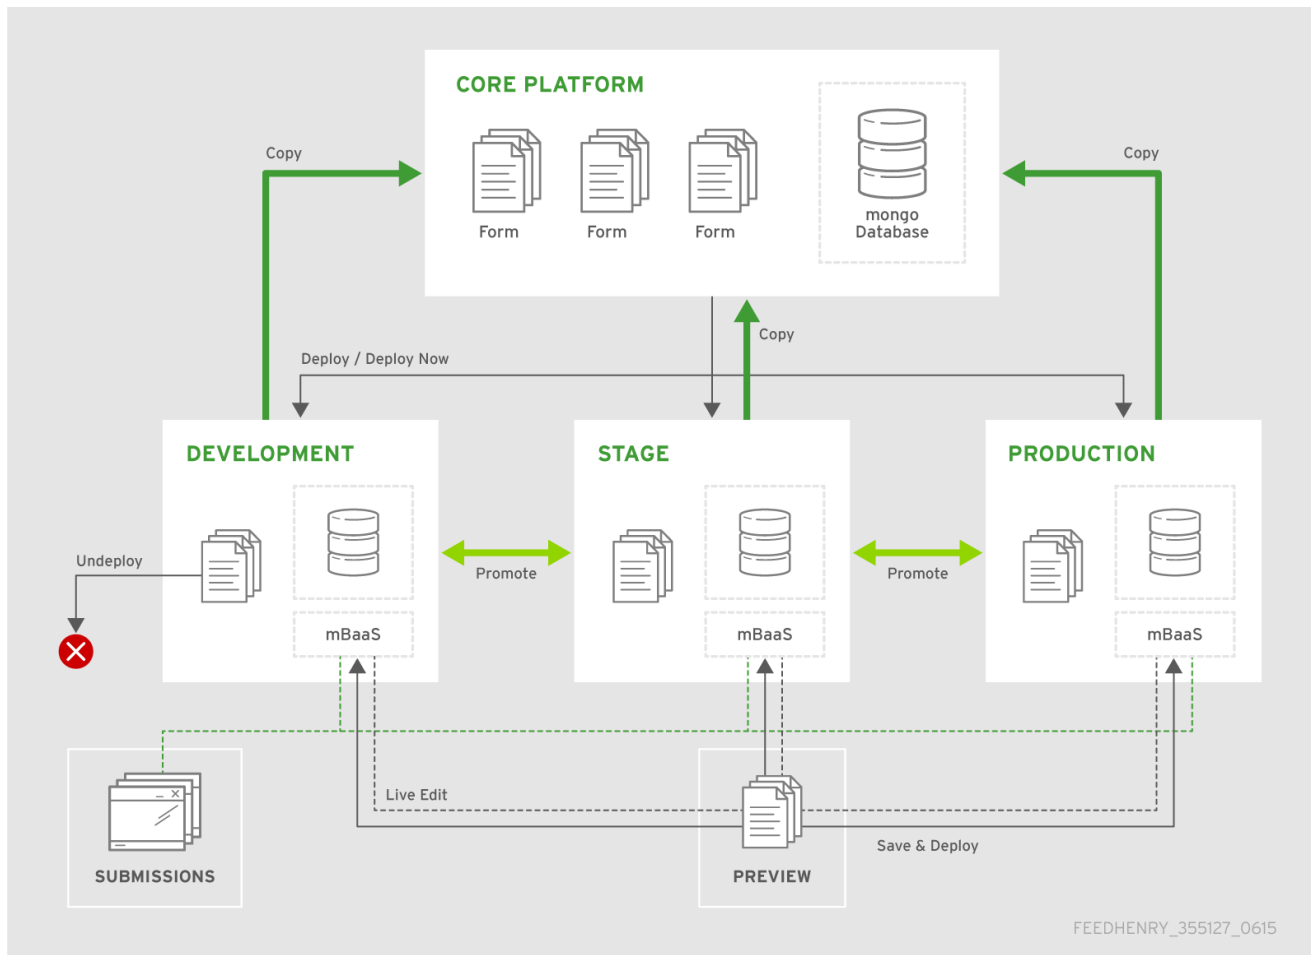 CORE PLATFORM
Copy
Copy
Form
Form
Form
mongo
Database
Copy
Deploy / Deploy Now
DEVELOPMENT
STAGE
PRODUCTION
Undeploy
Promote
Promote
mBaaS
mBaaS
mBaaS
Live Edit
Save & Deploy
SUBMISSIONS
PREVIEW
FEEDHENRY_355127_0615